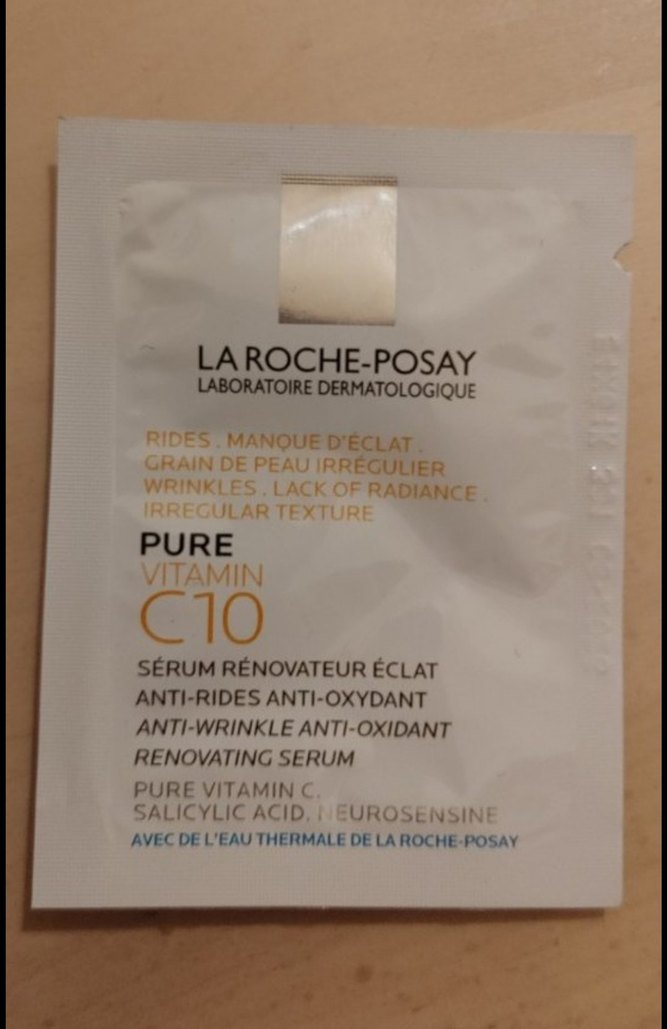 LA ROCHE-POSAY
LABORATOIRE DERMATOLOGIQUE
RIDES . MANQUE D'ÉCLAT .
GRAIN DE PEAU IRRÉGULIER
WRINKLES . LACK OF RADIANCE .
IRREGULAR TEXTURE
PURE
VITAMIN
C10
SÉRUM RÉNOVATEUR ÉCLAT
ANTI-RIDES ANTI-OXYDANT
ANTI-WRINKLE ANTI-OXIDANT
RENOVATING SERUM
PURE VITAMIN C.
SALICYLIC ACID. NEUROSENSINE
AVEC DE L'EAU THERMALE DE LA ROCHE-POSAY